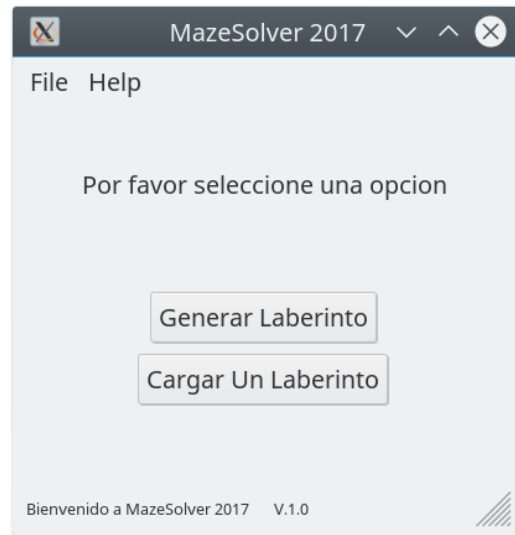 MazeSolver 2017
File Help
Por favor seleccione una opcion
Generar Laberinto
Cargar Un Laberinto
Bienvenido a MazeSolver 2017 V.1.0